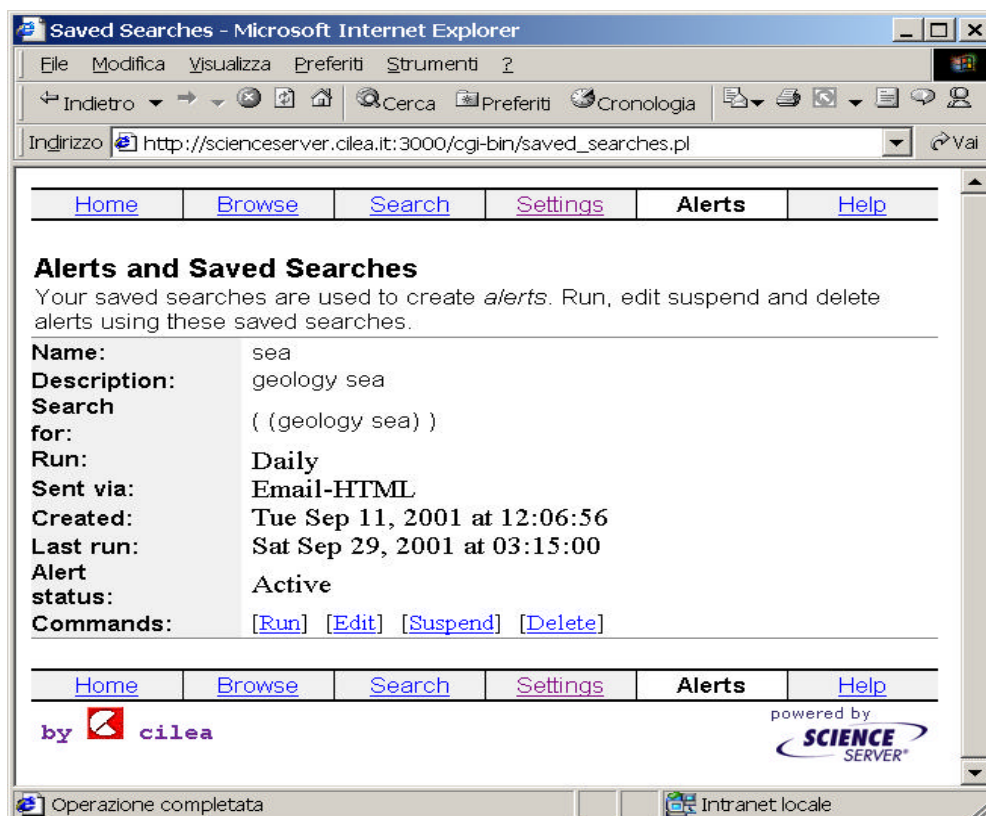 Saved Searches - Microsoft Internet Explorer
File Modifica Visualizza Preferiti Strumenti ?
Indietro Cerca Preferiti Cronologia
Indirizzo http://scienceserver.cilea.it:3000/cgi-bin/saved_searches.pl Vai
Home Browse Search Settings Alerts Help
Alerts and Saved Searches
Your saved searches are used to create alerts. Run, edit suspend and delete
alerts using these saved searches.
Name: sea
Description: geology sea
Search
for: ( (geology sea) )
Run: Daily
Sent via: Email-HTML
Created: Tue Sep 11, 2001 at 12:06:56
Last run: Sat Sep 29, 2001 at 03:15:00
Alert
status: Active
Commands: [Run] [Edit] [Suspend] [Delete]
Home Browse Search Settings Alerts Help
by cilea
powered by
SCIENCE
SERVER®
Operazione completata Intranet locale